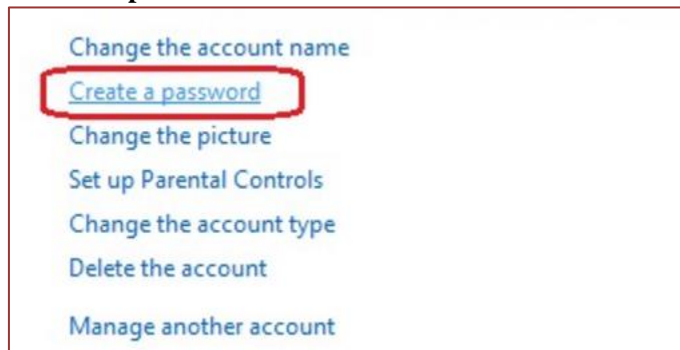 Change the account name
Create a password
Change the picture
Set up Parental Controls
Change the account type
Delete the account
Manage another account